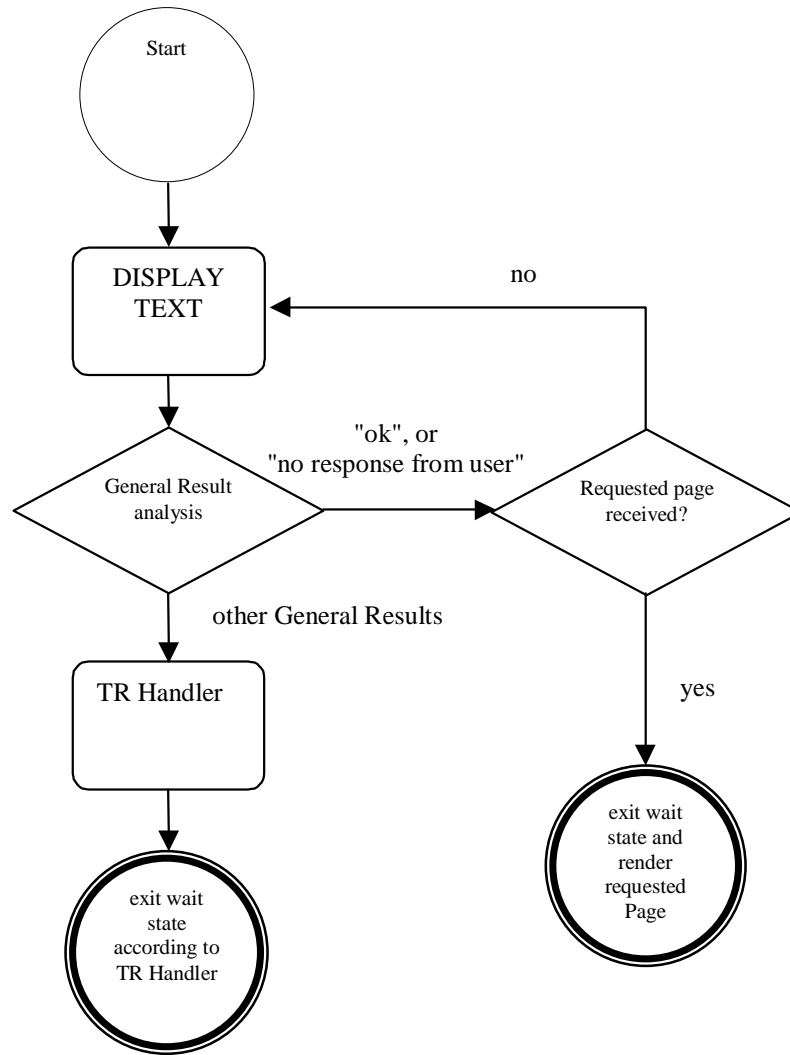 Start
DISPLAY
TEXT
no
"ok", or
"no response from user"
General Result
analysis
Requested page
received?
other General Results
TR Handler
yes
exit wait
state and
render
requested
Page
exit wait
state
according to
TR Handler